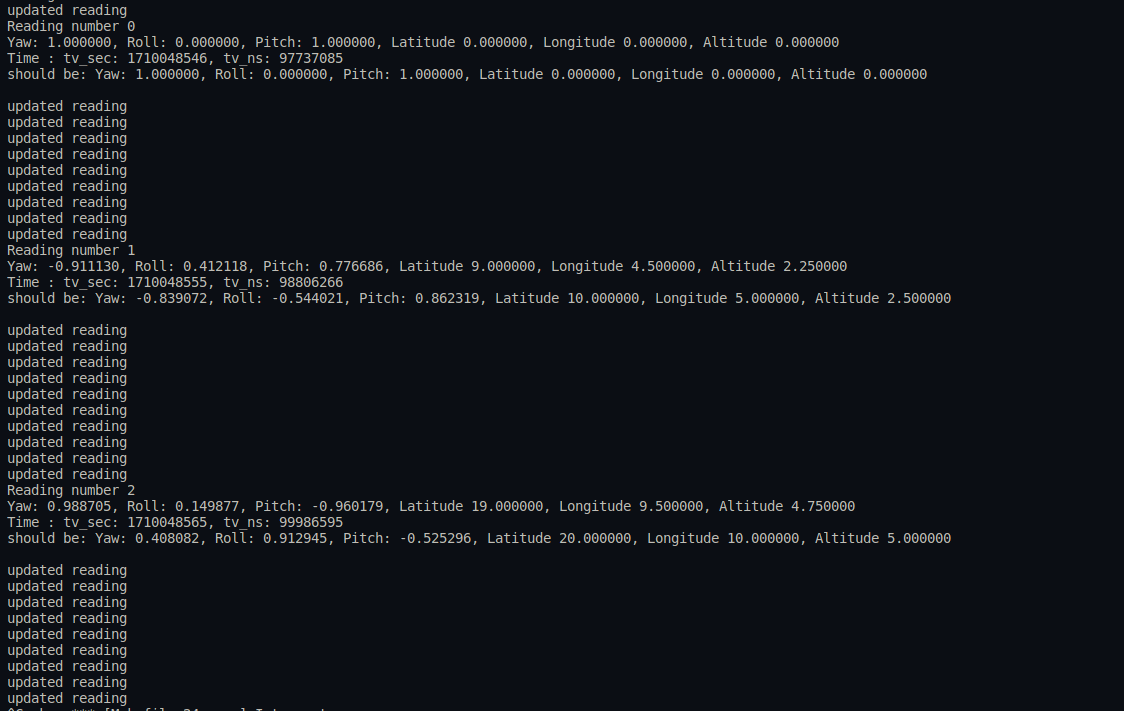 updated reading
Reading number 0
Yaw: 1.000000, Roll: 0.000000, Pitch: 1.000000, Latitude 0.000000, Longitude 0.000000, Altitude 0.000000
Time : tv_sec: 1710048546, tv_ns: 97737085
should be: Yaw: 1.000000, Roll: 0.000000, Pitch: 1.000000, Latitude 0.000000, Longitude 0.000000, Altitude 0.000000
updated reading
updated reading
updated reading
updated reading
updated reading
updated reading
updated reading
updated reading
updated reading
Reading number 1
Yaw: -0.911130, Roll: 0.412118, Pitch: 0.776686, Latitude 9.000000, Longitude 4.500000, Altitude 2.250000
Time : tv_sec: 1710048555, tv_ns: 98806266
should be: Yaw: -0.839072, Roll: -0.544021, Pitch: 0.862319, Latitude 10.000000, Longitude 5.000000, Altitude 2.500000
updated reading
updated reading
updated reading
updated reading
updated reading
updated reading
updated reading
updated reading
updated reading
updated reading
Reading number 2
Yaw: 0.988705, Roll: 0.149877, Pitch: -0.960179, Latitude 19.000000, Longitude 9.500000, Altitude 4.750000
Time : tv_sec: 1710048565, tv_ns: 99986595
should be: Yaw: 0.408082, Roll: 0.912945, Pitch: -0.525296, Latitude 20.000000, Longitude 10.000000, Altitude 5.000000
updated reading
updated reading
updated reading
updated reading
updated reading
updated reading
updated reading
updated reading
updated reading